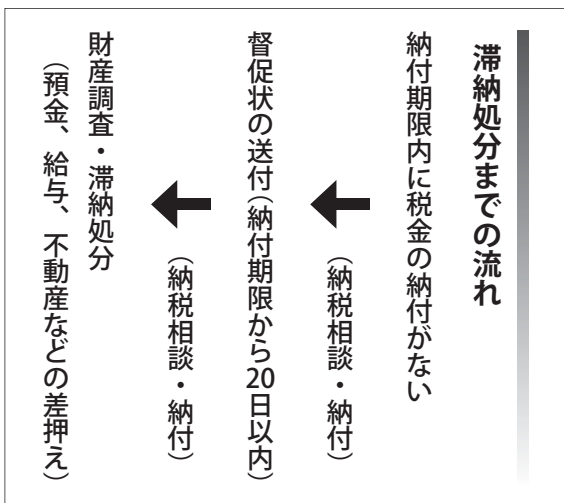 滞納処分までの流れ
納付期限内に税金の納付がない
（納税相談・納付）
督促状の送付（納付期限から20日以内）
（納税相談・納付）
財産調査・滞納処分
（預金、給与、不動産などの差押え）